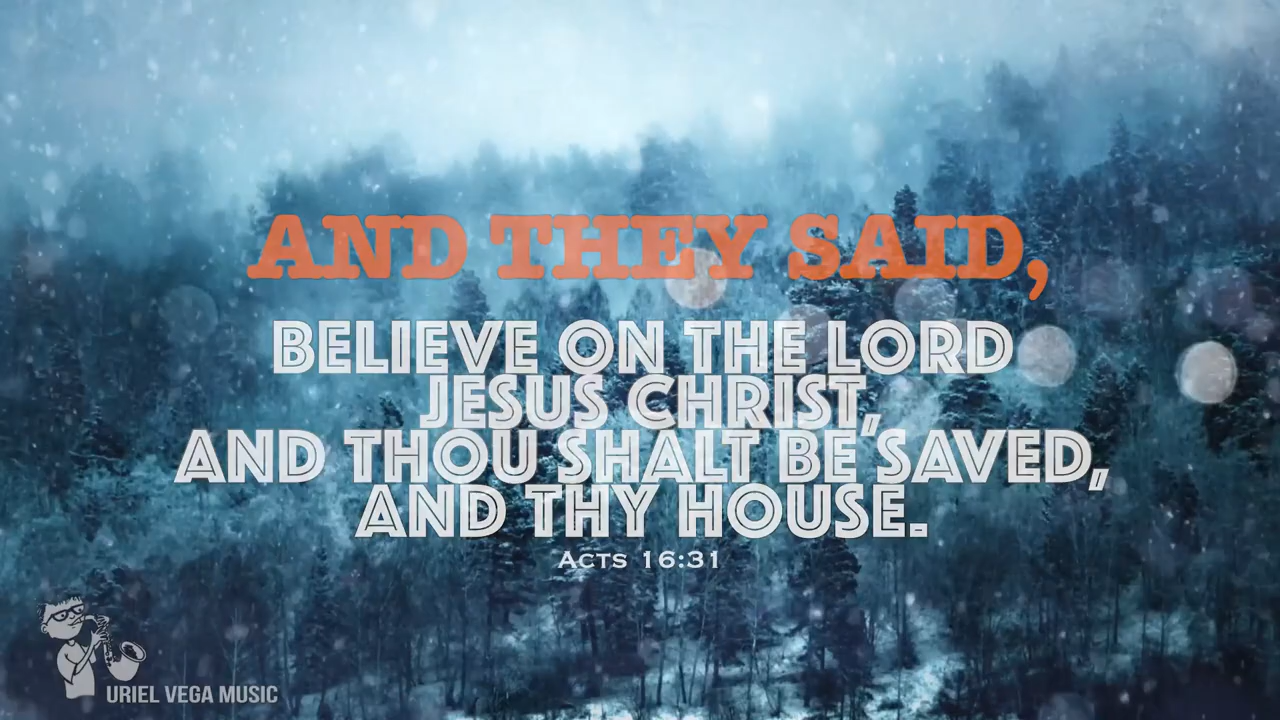 AND THEY SAID,
BELIEVE ON THE LORD
JESUS CHRIST,
AND THOU SHALT BE SAVED,
AND THY HOUSE.
ACTS 16:31
URIEL VEGA MUSIC